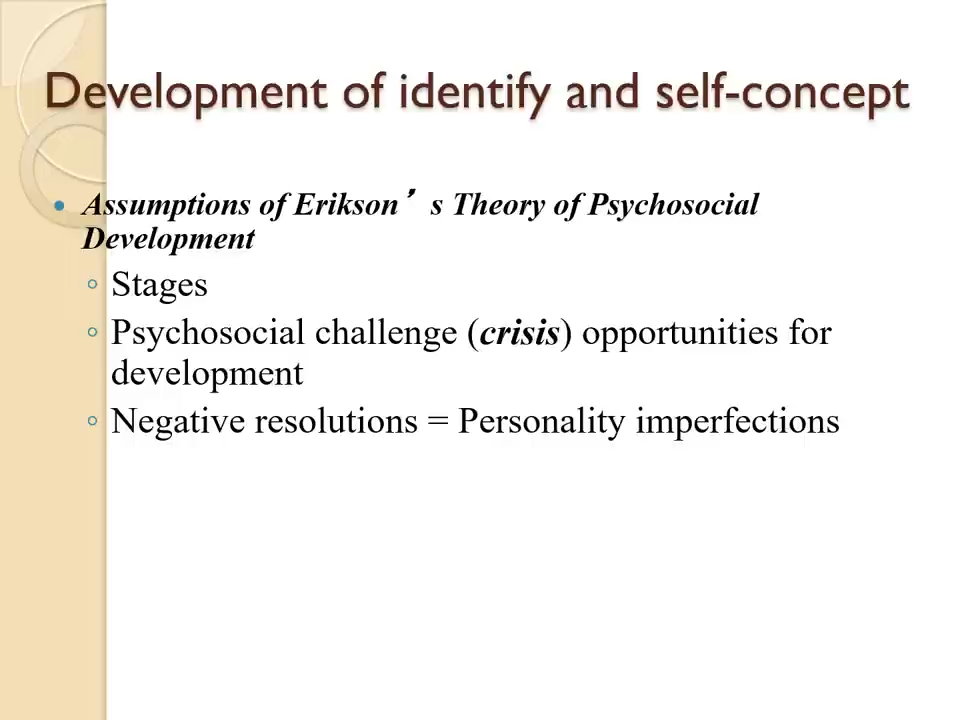 Development of identify and self-concept
Assumptions of Erikson’s Theory of Psychosocial
Development
Stages
Psychosocial challenge (crisis) opportunities for
development
Negative resolutions = Personality imperfections